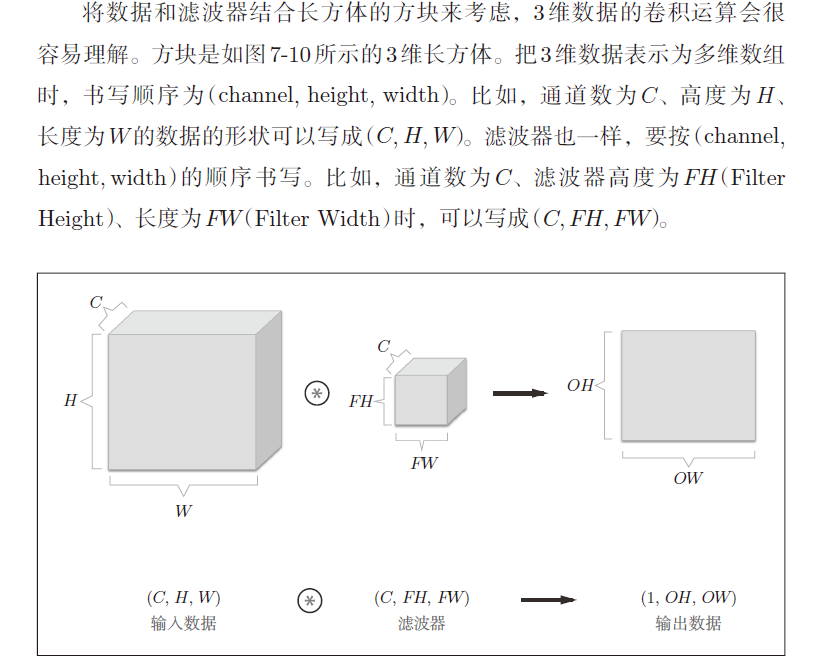 将数据和滤波器结合长方体的方块来考虑，3维数据的卷积运算会很
容易理解。方块是如图7-10所示的3维长方体。把3维数据表示为多维数组
时，书写顺序为(channel, height, width)。比如，通道数为C、高度为H、
长度为W的数据的形状可以写成(C, H, W)。滤波器也一样，要按(channel,
height, width)的顺序书写。比如，通道数为C、滤波器高度为FH(Filter
Height)、长度为FW(Filter Width)时，可以写成(C, FH, FW)。
C
H
W
*
C
FH
FW
OH
OW
(C, H, W) * (C, FH, FW) (1, OH, OW)
输入数据 滤波器 输出数据